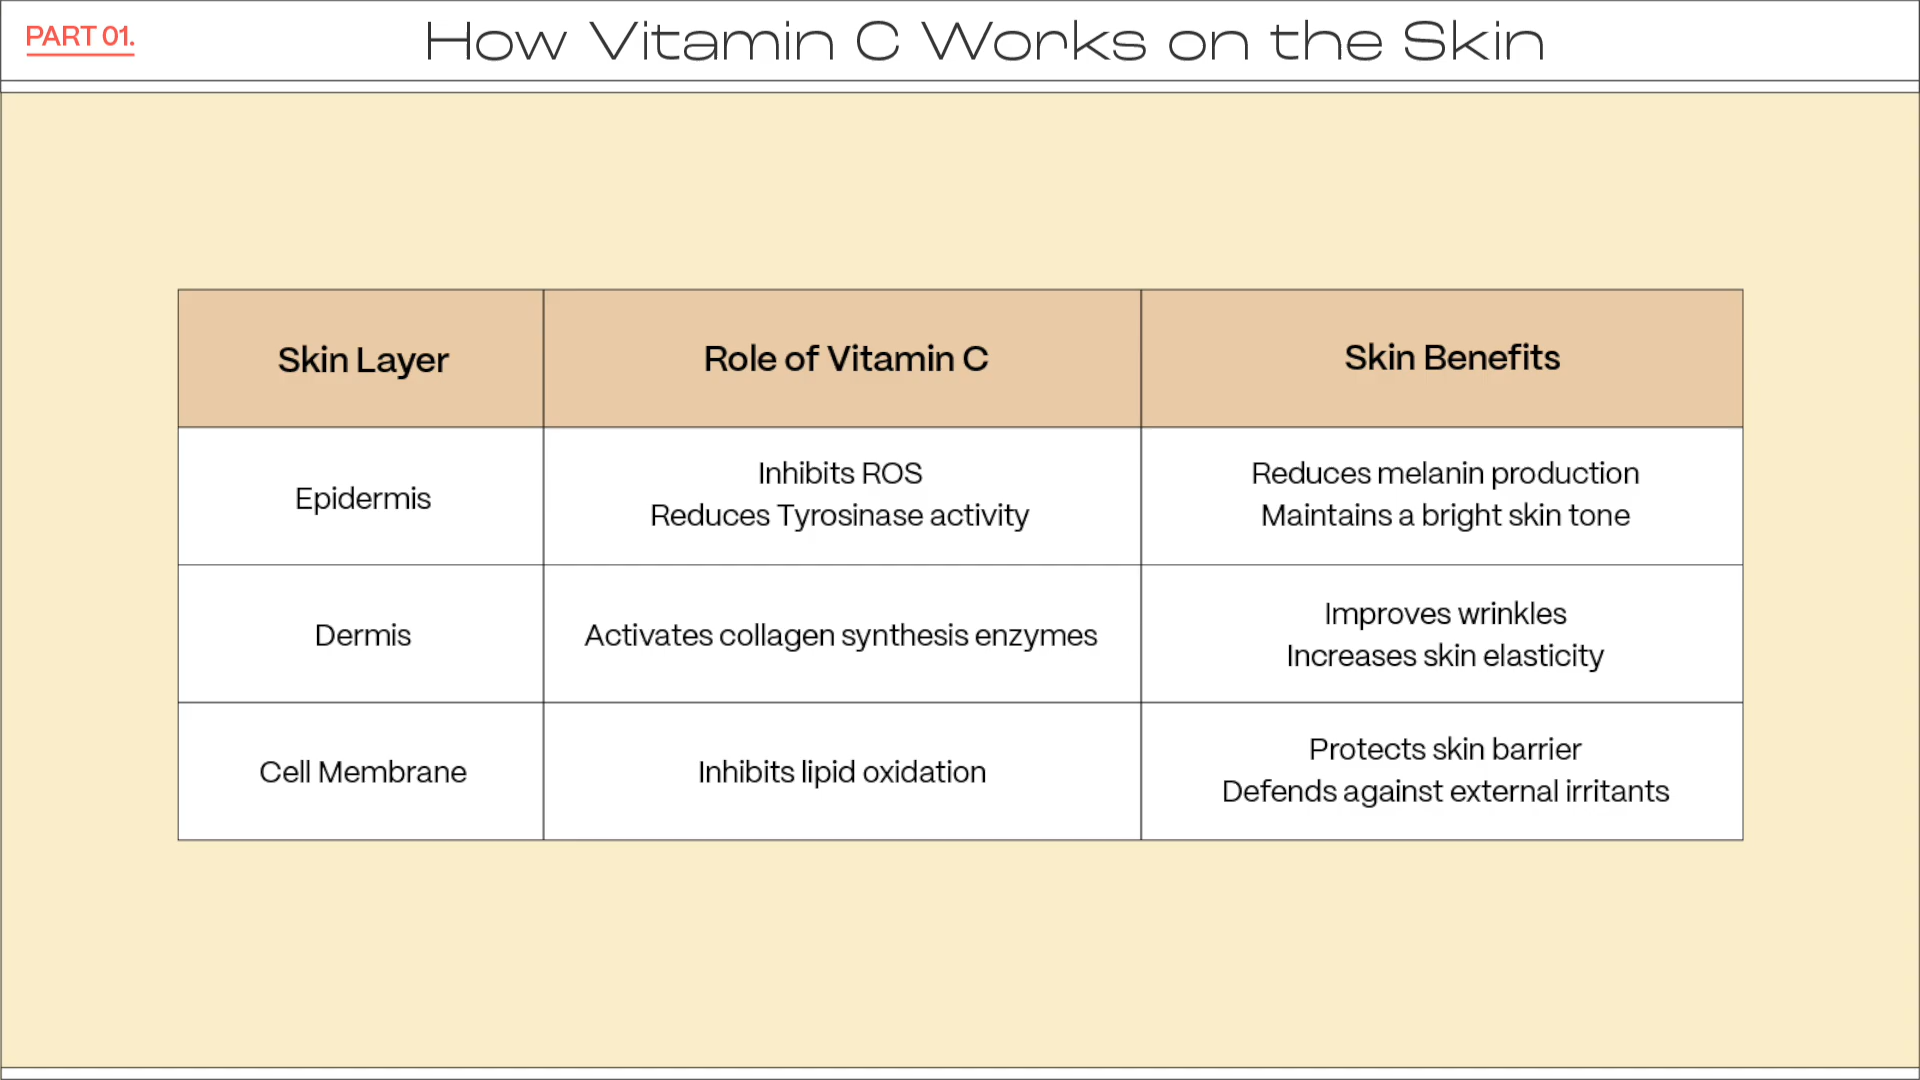 PART 01.
How Vitamin C Works on the Skin
Skin Layer
Role of Vitamin C
Skin Benefits
Epidermis
Inhibits ROS
Reduces Tyrosinase activity
Reduces melanin production
Maintains a bright skin tone
Dermis
Activates collagen synthesis enzymes
Improves wrinkles
Increases skin elasticity
Cell Membrane
Inhibits lipid oxidation
Protects skin barrier
Defends against external irritants